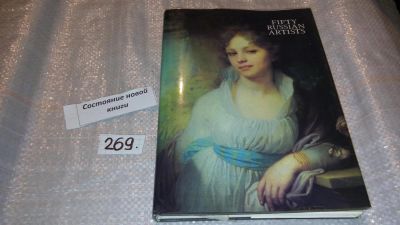 FIFTY
RUSSIAN
ARTISTS
Состояние новой
книги
269.